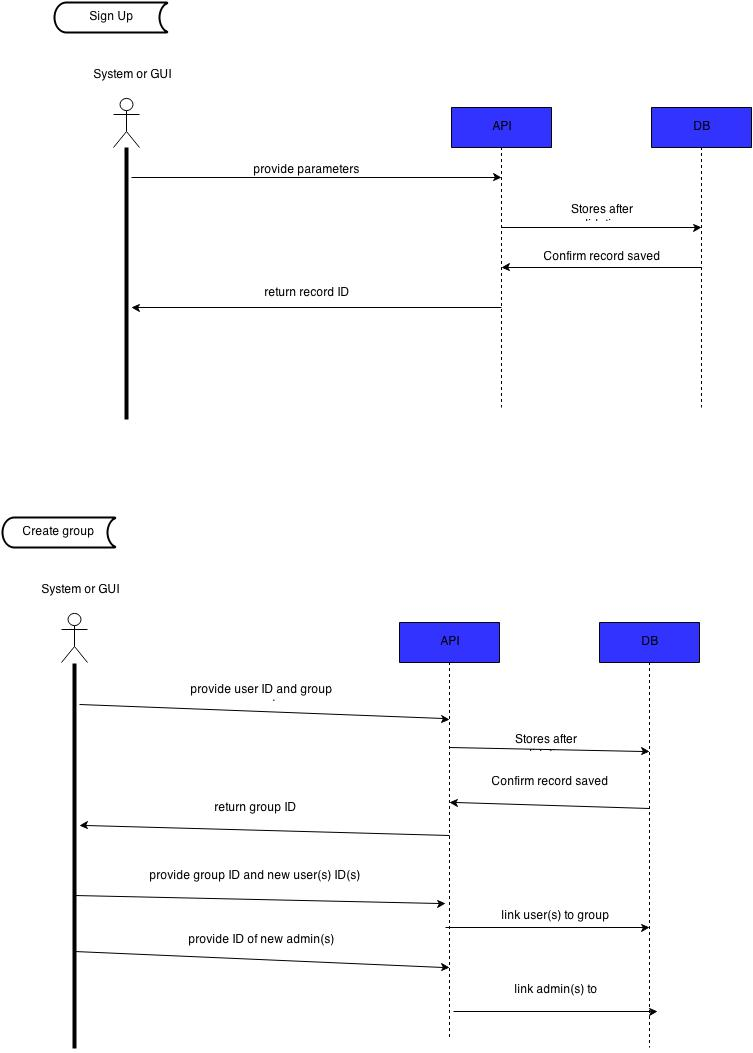 Sign Up
System or GUI
API
DB
provide parameters
Stores after
Confirm record saved
return record ID
Create group
System or GUI
API
DB
provide user ID and group
Stores after
Confirm record saved
return group ID
provide group ID and new user(s) ID(s)
link user(s) to group
provide ID of new admin(s)
link admin(s) to